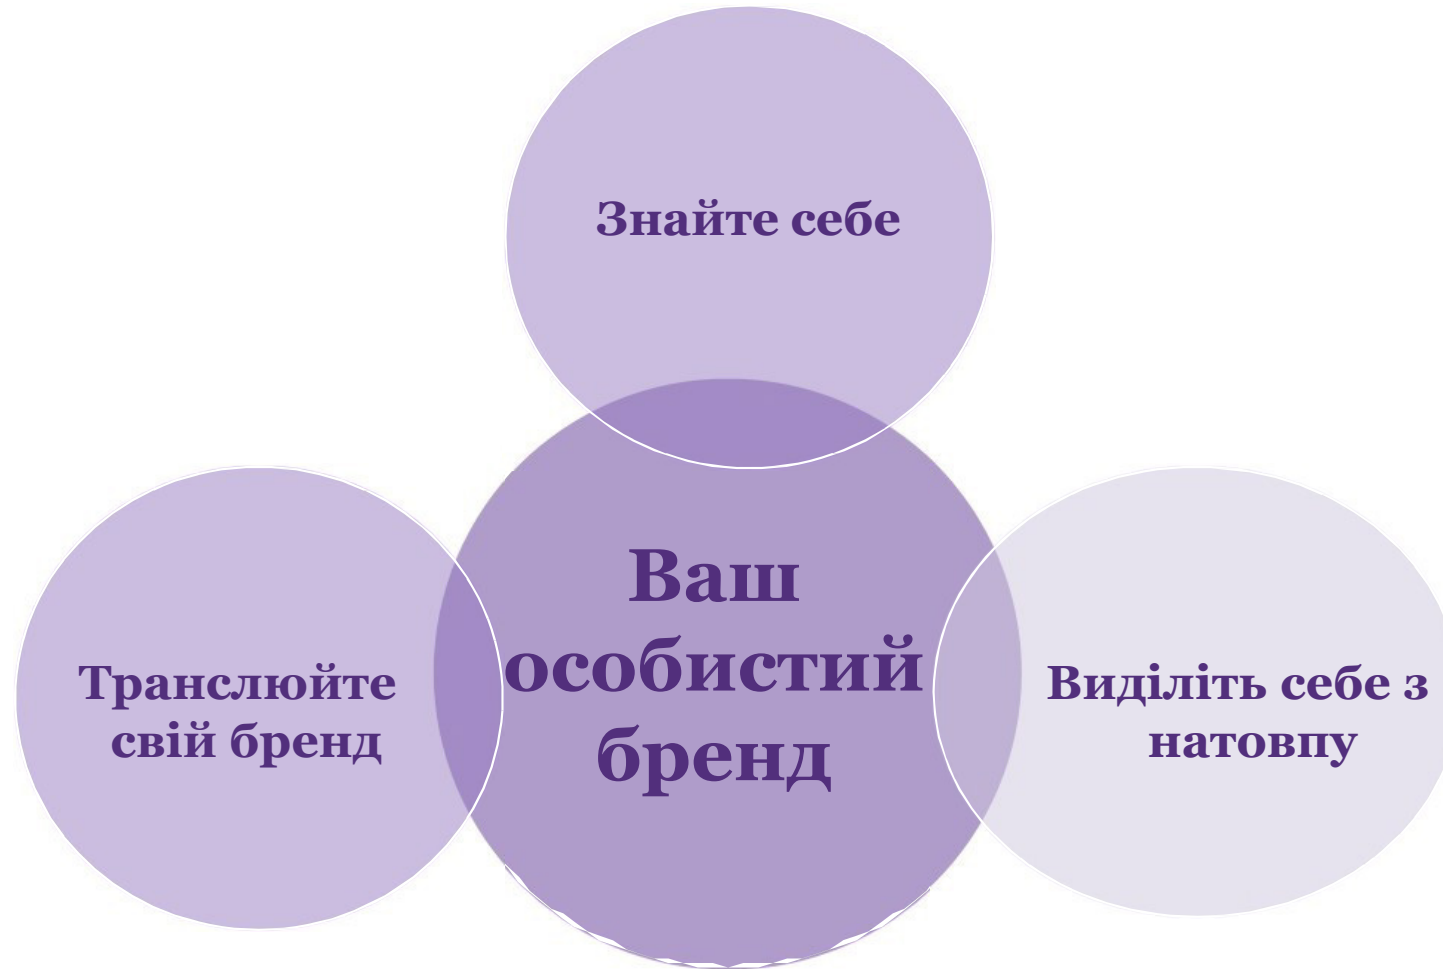 Знайте себе
Ваш
особистий
бренд
Транслюйте
свій бренд
Виділіть себе з
натовпу